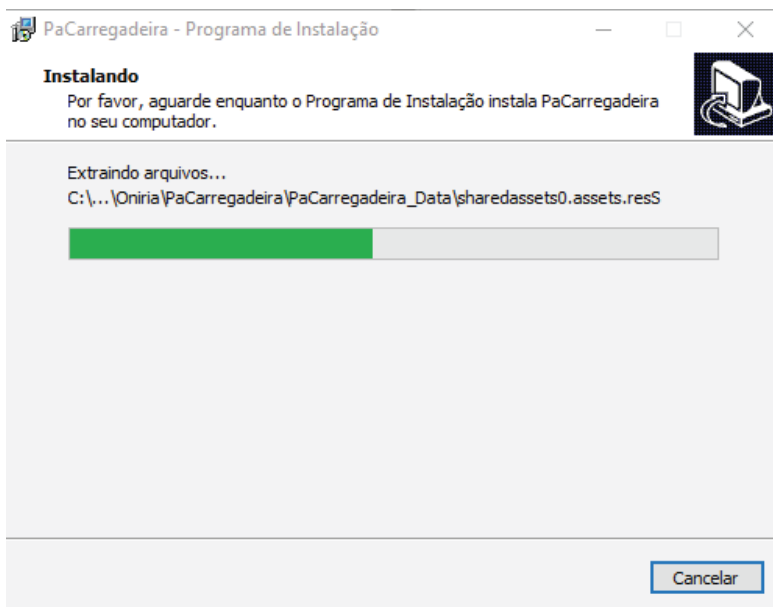 PaCarregadeira - Programa de Instalação
Instalando
Por favor, aguarde enquanto o Programa de Instalação instala PaCarregadeira
no seu computador.
Extraindo arquivos...
C:\...\Oniria\PaCarregadeira\PaCarregadeira_Data\sharedassets0.assets.resS
Cancelar